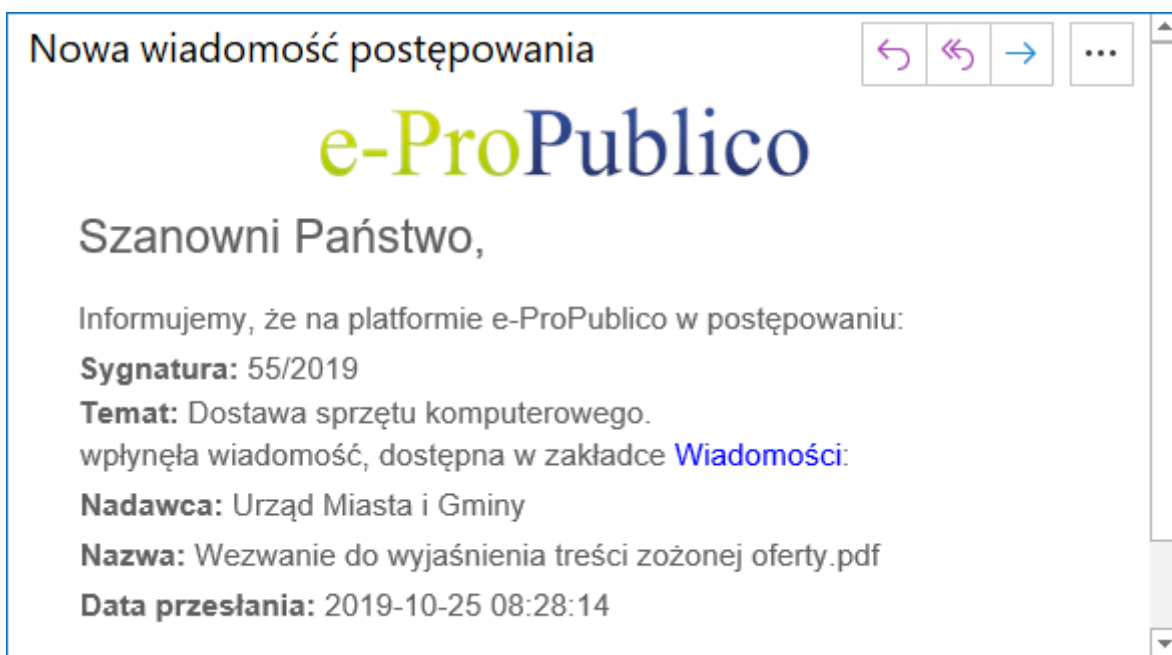 Nowa wiadomość postępowania
e-ProPublico
Szanowni Państwo,
Informujemy, że na platformie e-ProPublico w postępowaniu:
Sygnatura: 55/2019
Temat: Dostawa sprzętu komputerowego.
wpłynęła wiadomość, dostępna w zakładce Wiadomości:
Nadawca: Urząd Miasta i Gminy
Nazwa: Wezwanie do wyjaśnienia treści zożonej oferty.pdf
Data przesłania: 2019-10-25 08:28:14